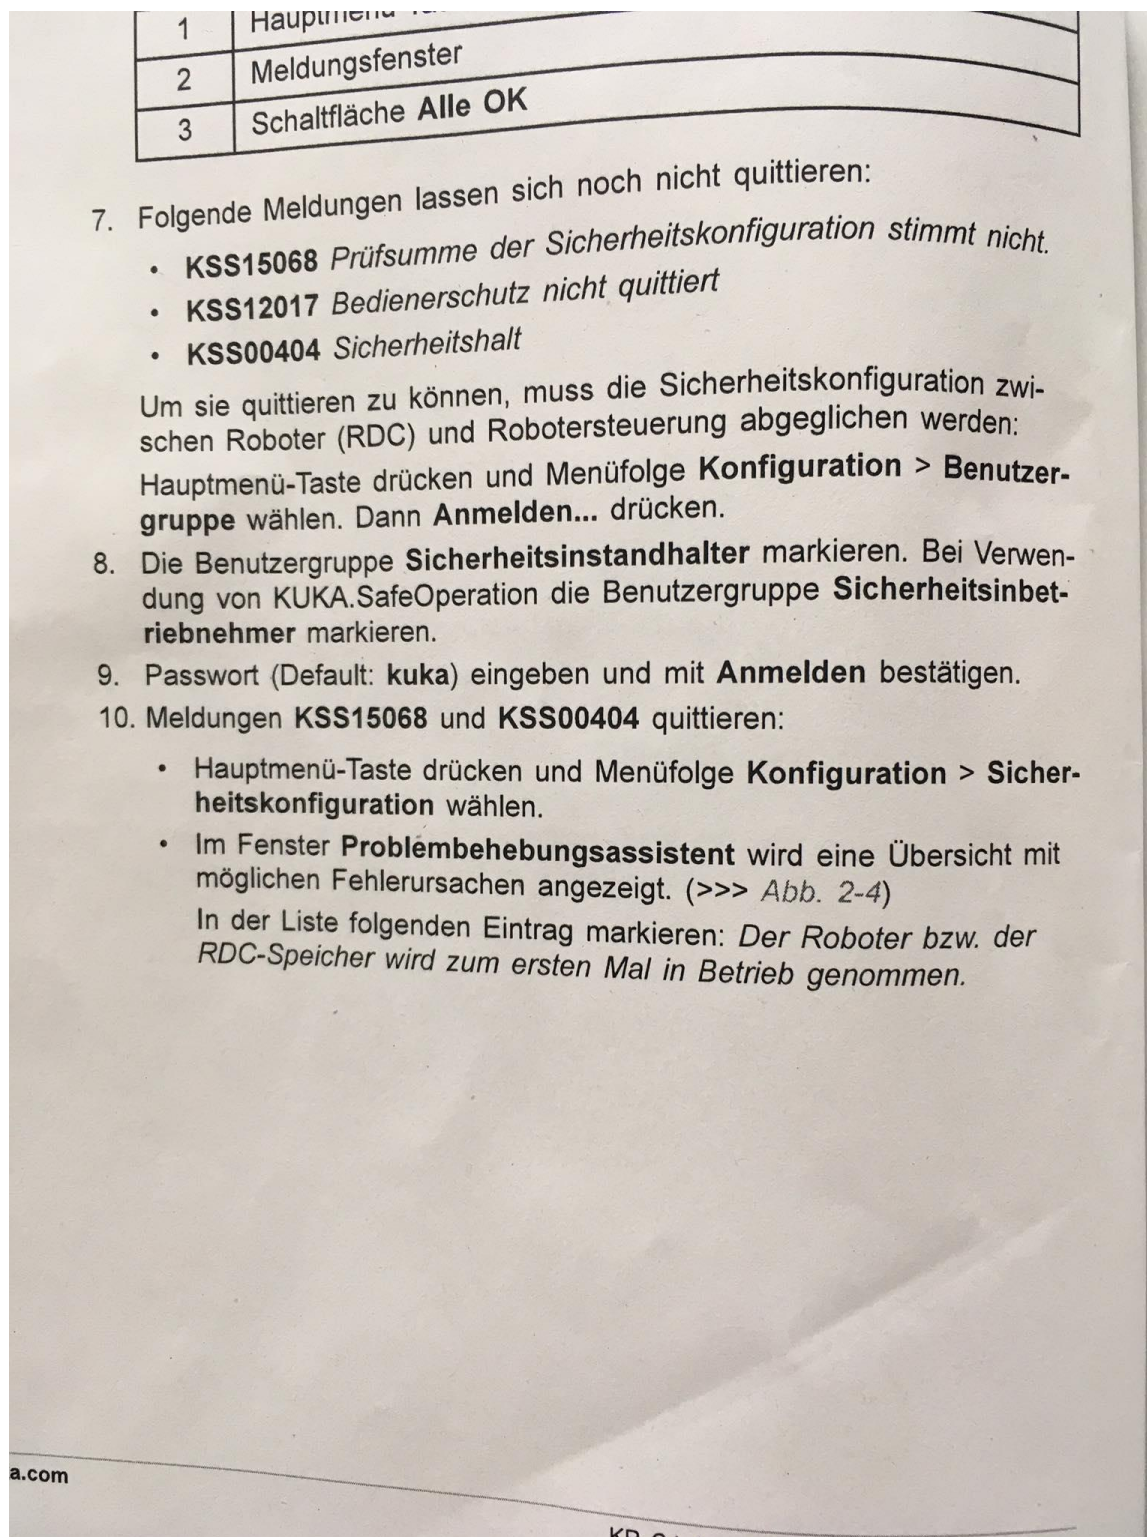 1 Hauptmenü
2 Meldungsfenster
3 Schaltfläche Alle OK
7. Folgende Meldungen lassen sich noch nicht quittieren:
• KSS15068 Prüfsumme der Sicherheitskonfiguration stimmt nicht.
• KSS12017 Bedienerschutz nicht quittiert
• KSS00404 Sicherheitshalt
Um sie quittieren zu können, muss die Sicherheitskonfiguration zwi-
schen Roboter (RDC) und Robotersteuerung abgeglichen werden:
Hauptmenü-Taste drücken und Menüfolge Konfiguration > Benutzer-
gruppe wählen. Dann Anmelden... drücken.
8. Die Benutzergruppe Sicherheitsinstandhalter markieren. Bei Verwen-
dung von KUKA.SafeOperation die Benutzergruppe Sicherheitsinbet-
riebnehmer markieren.
9. Passwort (Default: kuka) eingeben und mit Anmelden bestätigen.
10. Meldungen KSS15068 und KSS00404 quittieren:
• Hauptmenü-Taste drücken und Menüfolge Konfiguration > Sicher-
heitskonfiguration wählen.
• Im Fenster Problembehebungsassistent wird eine Übersicht mit
möglichen Fehlerursachen angezeigt. (>>> Abb. 2-4)
In der Liste folgenden Eintrag markieren: Der Roboter bzw. der
RDC-Speicher wird zum ersten Mal in Betrieb genommen.
a.com